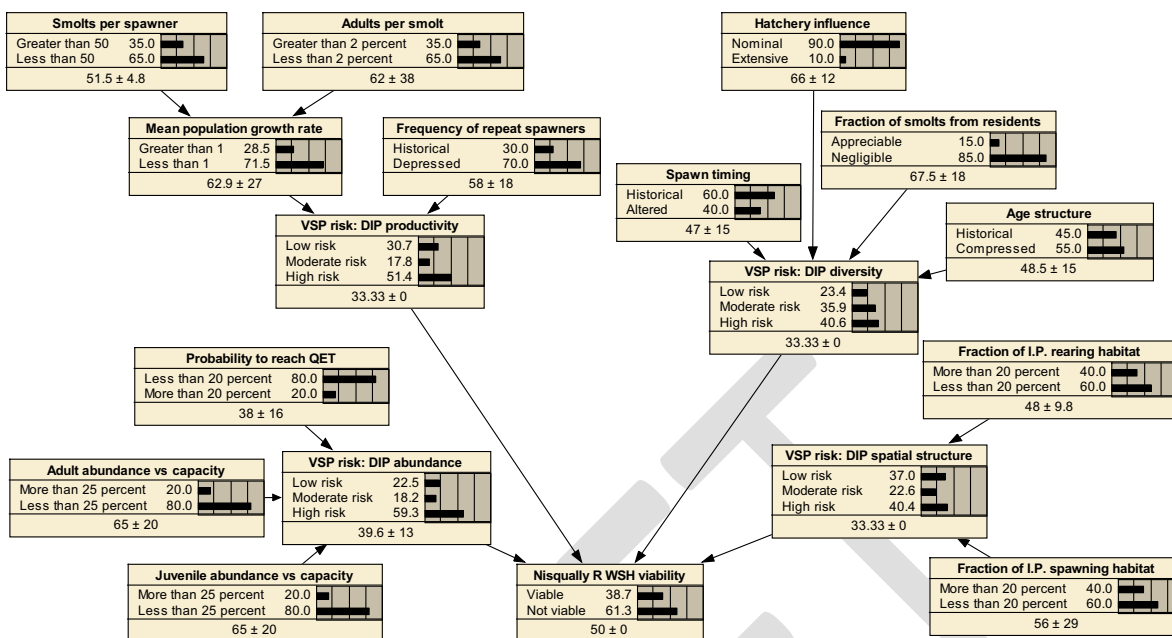 Smolts per spawner
Greater than 50 35.0
Less than 50 65.0
51.5 ± 4.8
Adults per smolt
Greater than 2 percent 35.0
Less than 2 percent 65.0
62 ± 38
Hatchery influence
Nominal 90.0
Extensive 10.0
66 ± 12
Mean population growth rate
Greater than 1 28.5
Less than 1 71.5
62.9 ± 27
Frequency of repeat spawners
Historical 30.0
Depressed 70.0
58 ± 18
Fraction of smolts from residents
Appreciable 15.0
Negligible 85.0
67.5 ± 18
Spawn timing
Historical 60.0
Altered 40.0
47 ± 15
Age structure
Historical 45.0
Compressed 55.0
48.5 ± 15
VSP risk: DIP productivity
Low risk 30.7
Moderate risk 17.8
High risk 51.4
33.33 ± 0
VSP risk: DIP diversity
Low risk 23.4
Moderate risk 35.9
High risk 40.6
33.33 ± 0
Probability to reach QET
Less than 20 percent 80.0
More than 20 percent 20.0
38 ± 16
Fraction of I.P. rearing habitat
More than 20 percent 40.0
Less than 20 percent 60.0
48 ± 9.8
Adult abundance vs capacity
More than 25 percent 20.0
Less than 25 percent 80.0
65 ± 20
VSP risk: DIP abundance
Low risk 22.5
Moderate risk 18.2
High risk 59.3
39.6 ± 13
VSP risk: DIP spatial structure
Low risk 37.0
Moderate risk 22.6
High risk 40.4
33.33 ± 0
Juvenile abundance vs capacity
More than 25 percent 20.0
Less than 25 percent 80.0
65 ± 20
Nisqually R WSH viability
Viable 38.7
Not viable 61.3
50 ± 0
Fraction of I.P. spawning habitat
More than 20 percent 40.0
Less than 20 percent 60.0
56 ± 29